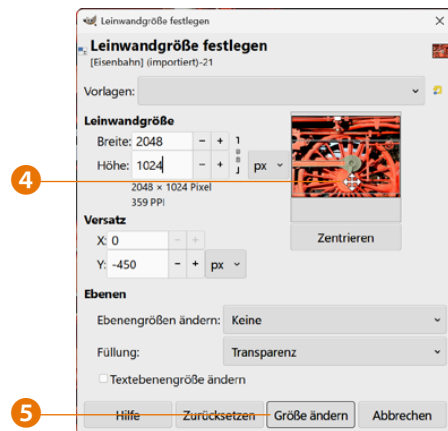 Leinwandgröße festlegen
Leinwandgröße festlegen
[Eisenbahn] (importiert)-21
Vorlagen:
Leinwandgröße
Breite: 2048 - +
Höhe: 1024 - + px
4
2048 × 1024 Pixel
359 PPI
Versatz
Zentrieren
X: 0 - +
Y: -450 - + px
Ebenen
Ebenengrößen ändern: Keine
Füllung: Transparenz
Textebenengröße ändern
5
Hilfe Zurücksetzen Größe ändern Abbrechen